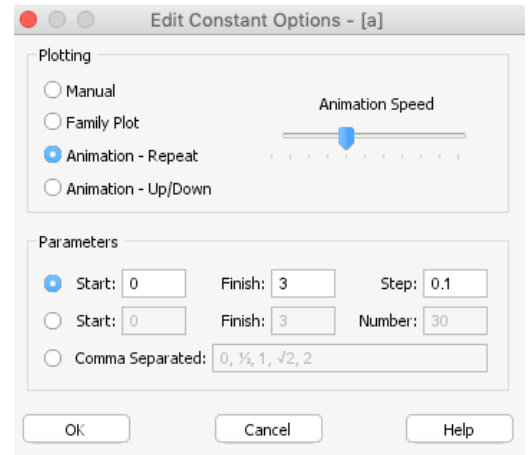 Edit Constant Options - [a]
Plotting
Manual
Family Plot
Animation - Repeat
Animation - Up/Down
Animation Speed
Parameters
Start: 0 Finish: 3 Step: 0.1
Start: 0 Finish: 3 Number: 30
Comma Separated: 0, ½, 1, √2, 2
OK Cancel Help